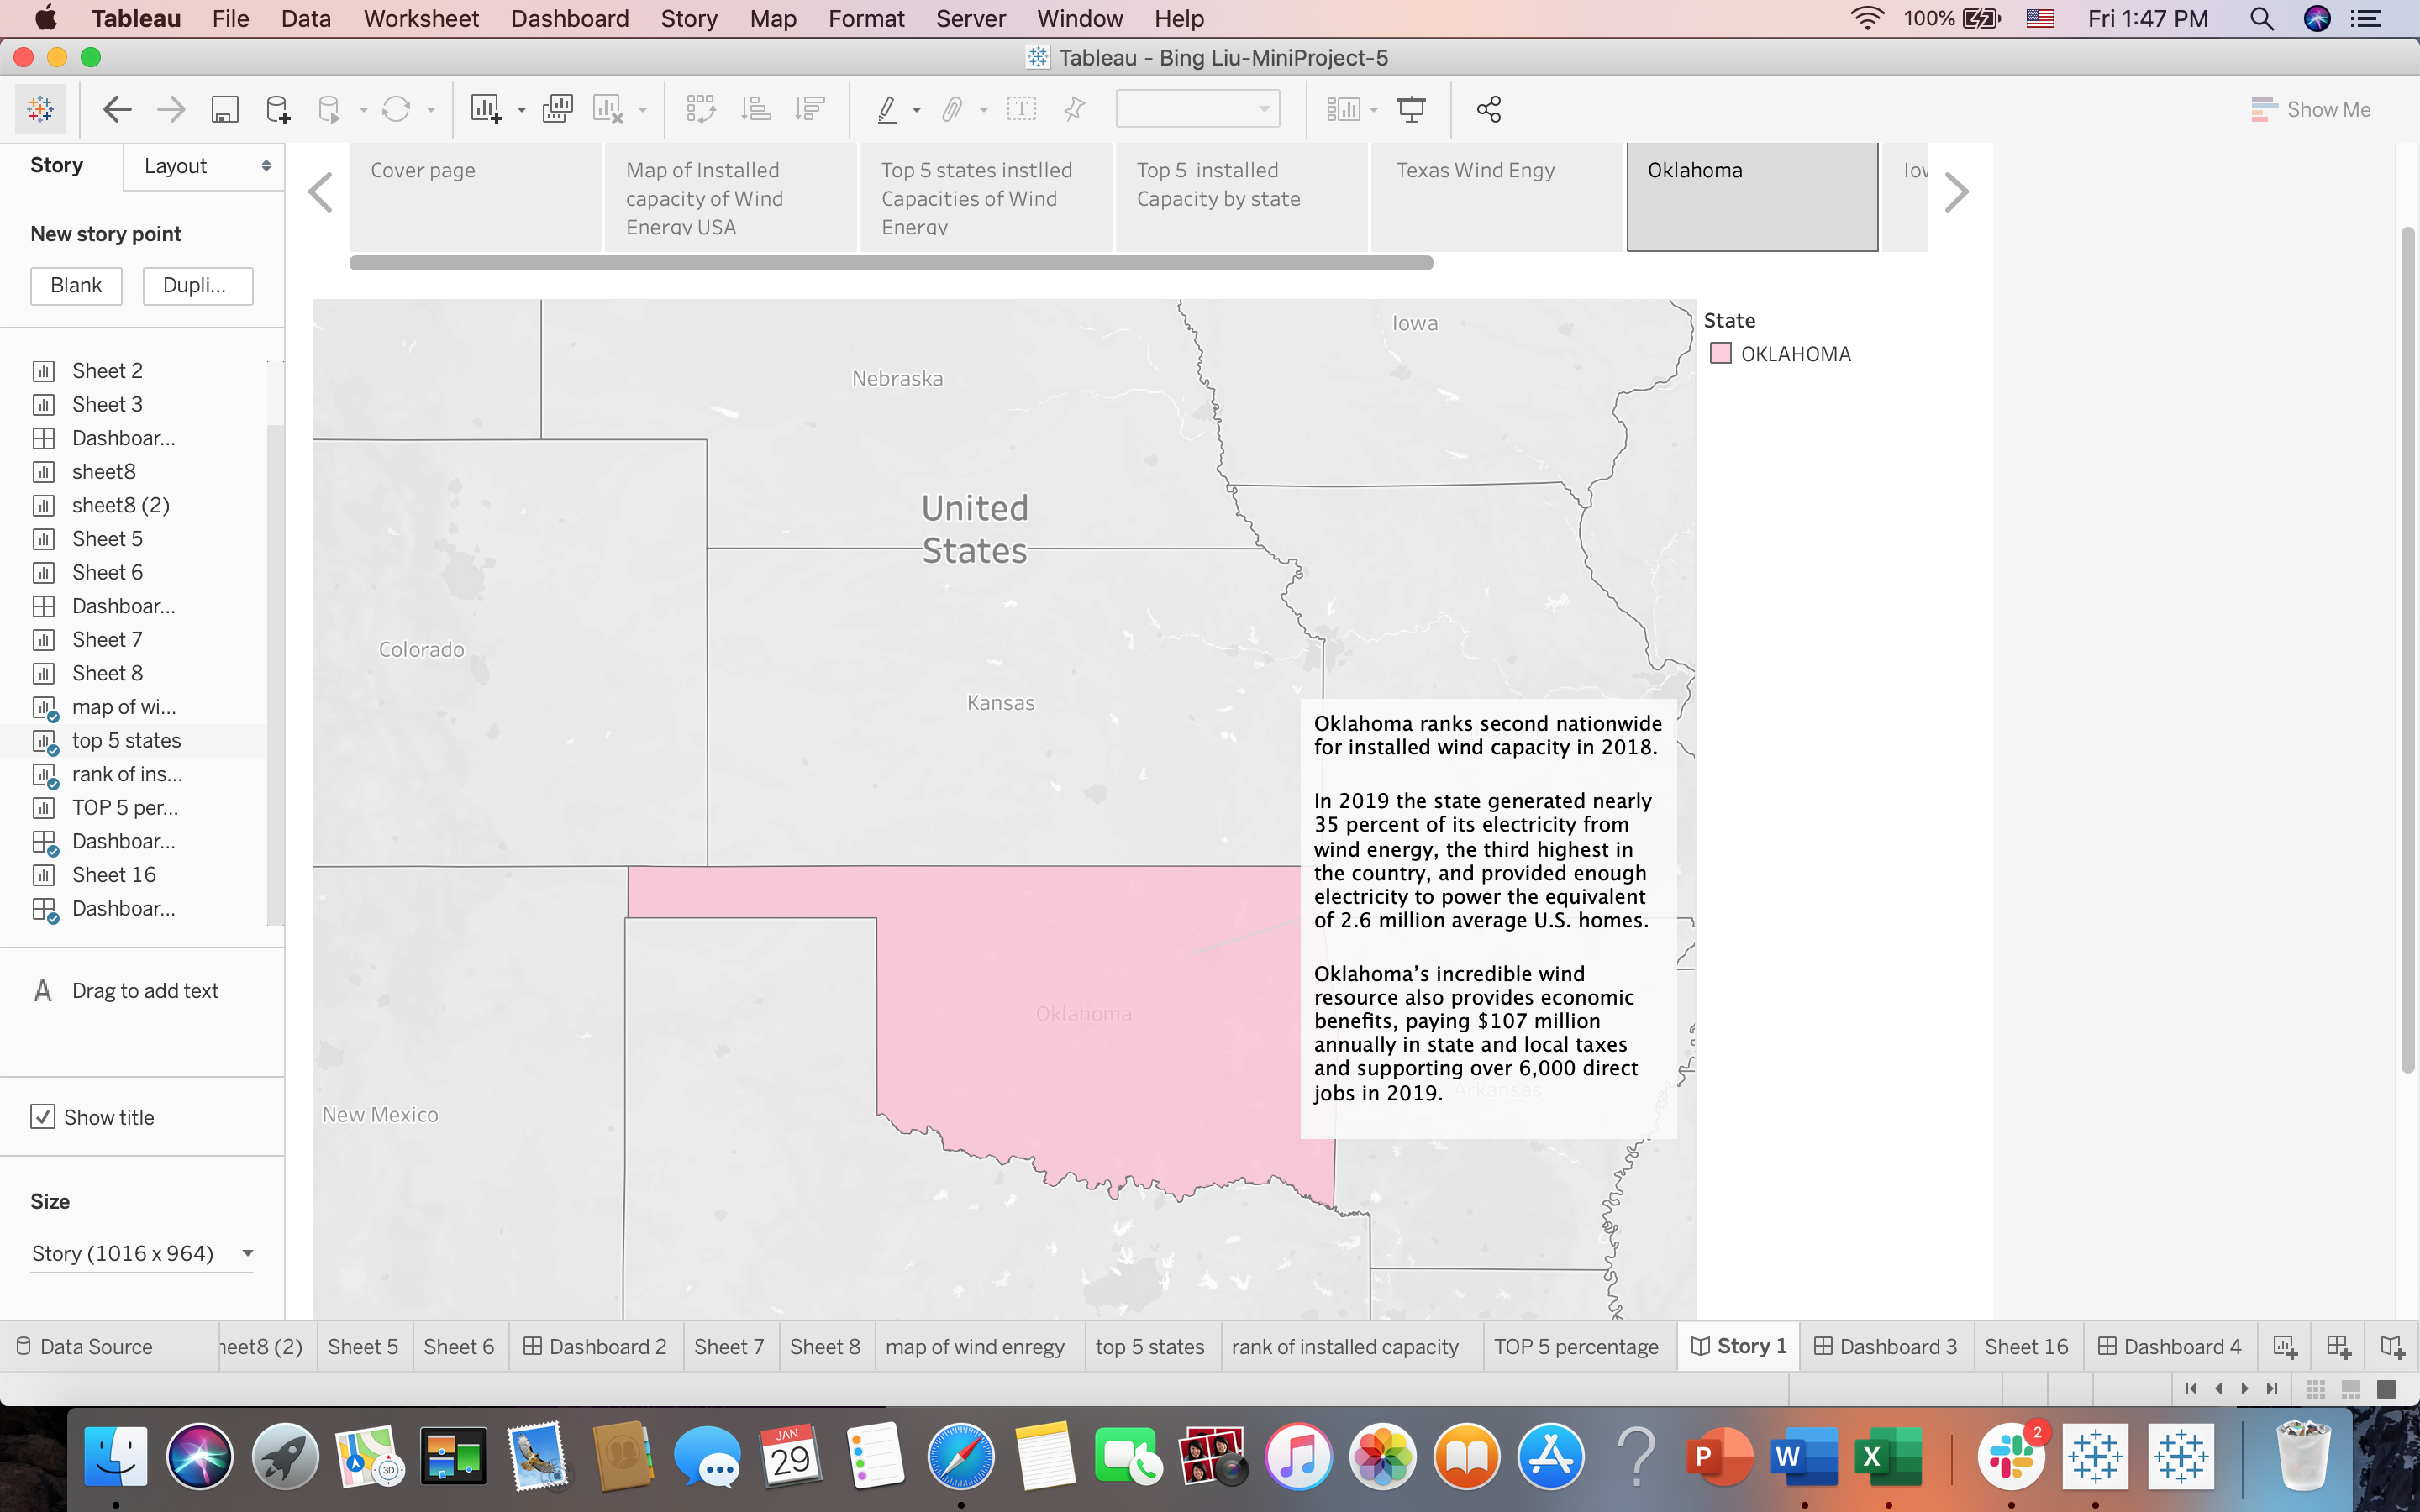 Tableau File Data Worksheet Dashboard Story Map Format Server Window Help 100% Fri 1:47 PM
Tableau - Bing Liu-MiniProject-5
Show Me
Story Layout
New story point
Blank Dupli...
Sheet 2
Sheet 3
Dashboar...
sheet8
sheet8 (2)
Sheet 5
Sheet 6
Dashboar...
Sheet 7
Sheet 8
map of wi...
top 5 states
rank of ins...
TOP 5 per...
Dashboar...
Sheet 16
Dashboar...
A Drag to add text
Show title
Size
Story (1016 x 964)
Cover page
Map of Installed
capacity of Wind
Energy USA
Top 5 states instlled
Capacities of Wind
Energy
Top 5 installed
Capacity by state
Texas Wind Engy
Oklahoma
Iow
State
OKLAHOMA
Iowa
Nebraska
United
States
Colorado
Kansas
Oklahoma
New Mexico
Arkansas
Oklahoma ranks second nationwide
for installed wind capacity in 2018.
In 2019 the state generated nearly
35 percent of its electricity from
wind energy, the third highest in
the country, and provided enough
electricity to power the equivalent
of 2.6 million average U.S. homes.
Oklahoma’s incredible wind
resource also provides economic
benefits, paying $107 million
annually in state and local taxes
and supporting over 6,000 direct
jobs in 2019.
Data Source heet8 (2) Sheet 5 Sheet 6 Dashboard 2 Sheet 7 Sheet 8 map of wind enregy top 5 states rank of installed capacity TOP 5 percentage Story 1 Dashboard 3 Sheet 16 Dashboard 4
JAN
29
3D
P
W
X
2